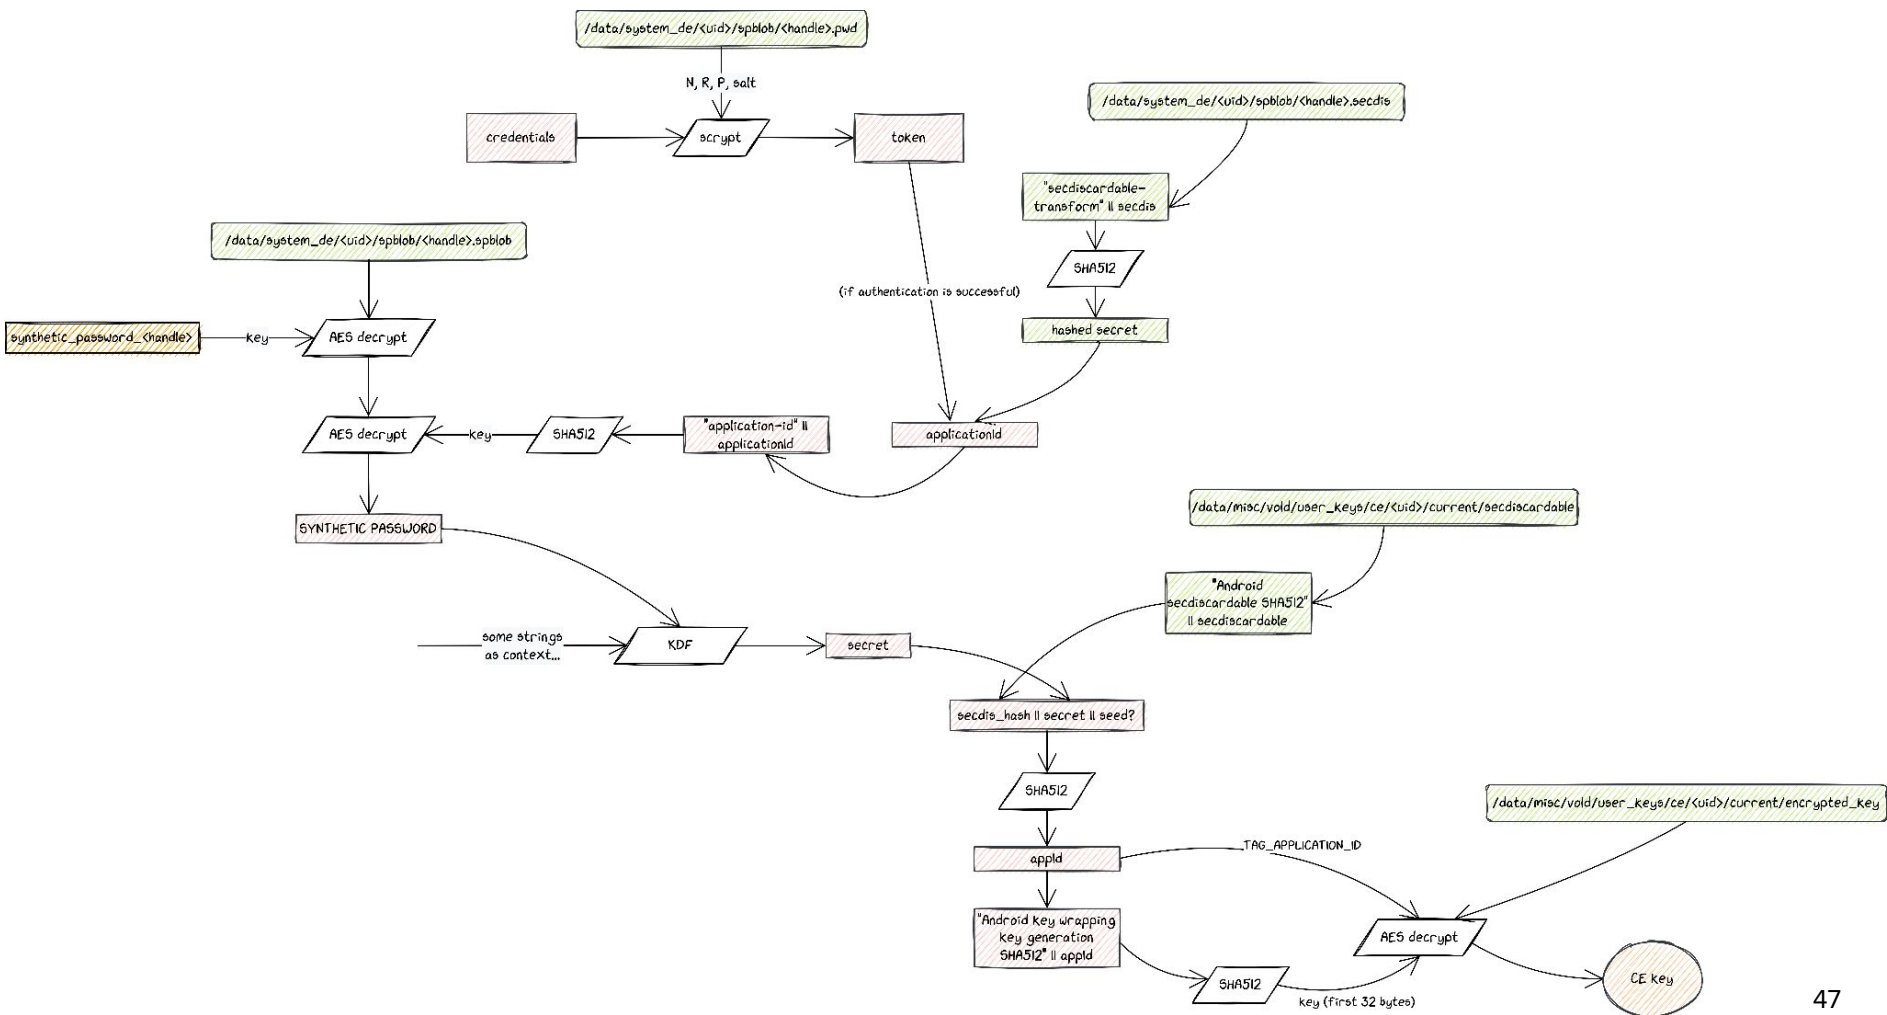 /data/system_de/<uid>/spblob/<handle>.pwd
N, R, P, salt
/data/system_de/<uid>/spblob/<handle>.secdis
credentials
scrypt
token
"secdiscardable-
transform" || secdis
/data/system_de/<uid>/spblob/<handle>.spblob
SHA512
(if authentication is successful)
hashed secret
synthetic_password_<handle>
key
AES decrypt
AES decrypt
key
SHA512
"application-id" ||
applicationId
applicationId
/data/misc/vold/user_keys/ce/<uid>/current/secdiscardable
SYNTHETIC PASSWORD
"Android
secdiscardable SHA512"
|| secdiscardable
some strings
as context...
KDF
secret
secdis_hash || secret || seed?
SHA512
/data/misc/vold/user_keys/ce/<uid>/current/encrypted_key
TAG_APPLICATION_ID
appId
"Android key wrapping
key generation
SHA512" || appId
AES decrypt
SHA512
key (first 32 bytes)
CE key
47